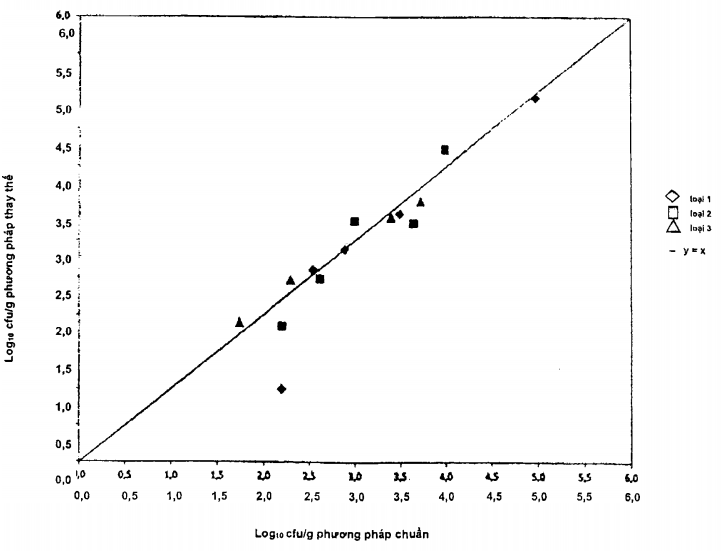 6,0
6,0
5,5
5,0
4,5
4,0
3,5
3,0
2,5
2,0
1,5
1,0
0,5
0,0
Log₁₀ cfu/g phương pháp thay thế
0,5 1,0 1,5 2,0 2,5 3,0 3,5 4,0 4,5 5,0 5,5 6,0
0,0 0,5 1,0 1,5 2,0 2,5 3,0 3,5 4,0 4,5 5,0 5,5 6,0
Log₁₀ cfu/g phương pháp chuẩn
loại 1
loại 2
loại 3
y = x